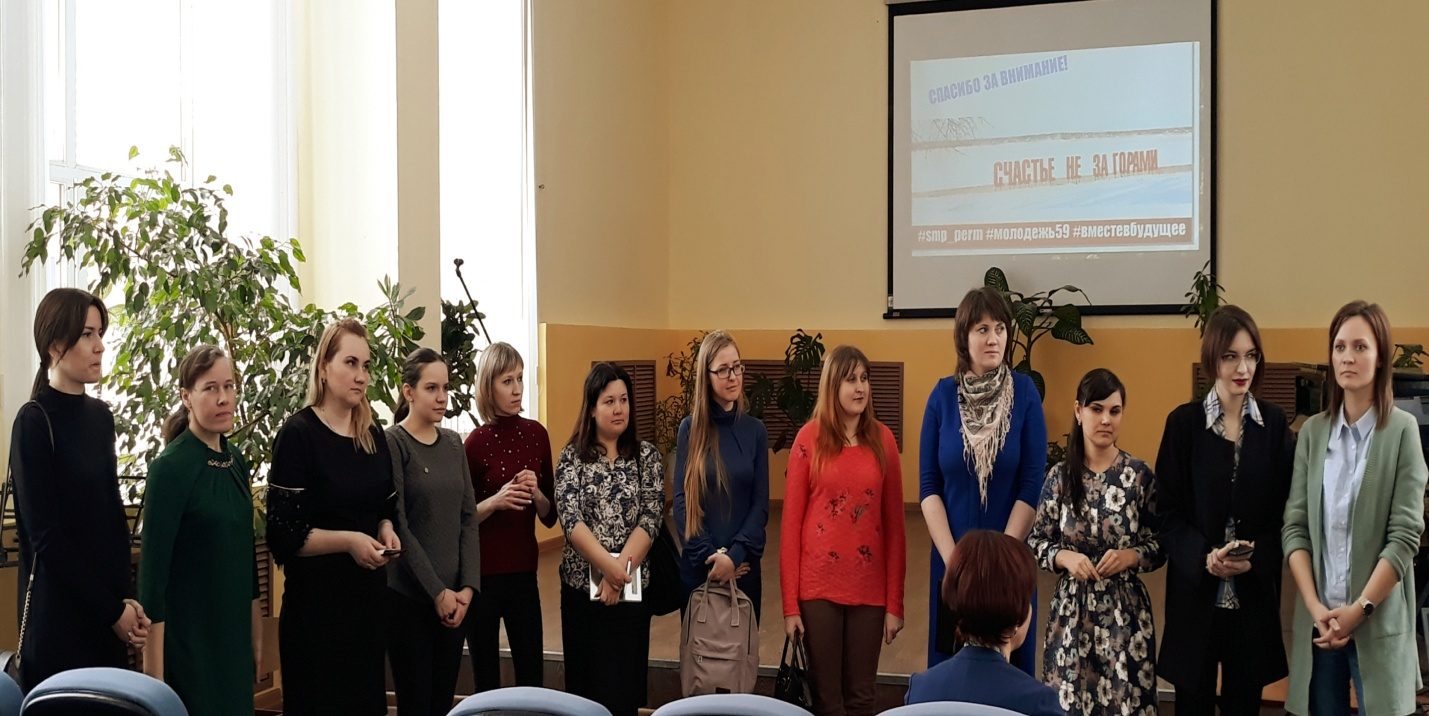 СПАСИБО ЗА ВНИМАНИЕ!
СЧАСТЬЕ НЕ ЗА ГОРАМИ
#smp_perm #молодежь59 #вместевбудущее